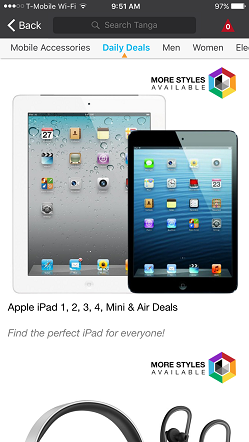 T-Mobile Wi-Fi 9:51 AM 97%
Back Search Tanga 0
Mobile Accessories Daily Deals Men Women Ele
MORE STYLES
AVAILABLE
Apple iPad 1, 2, 3, 4, Mini & Air Deals
Find the perfect iPad for everyone!
MORE STYLES
AVAILABLE